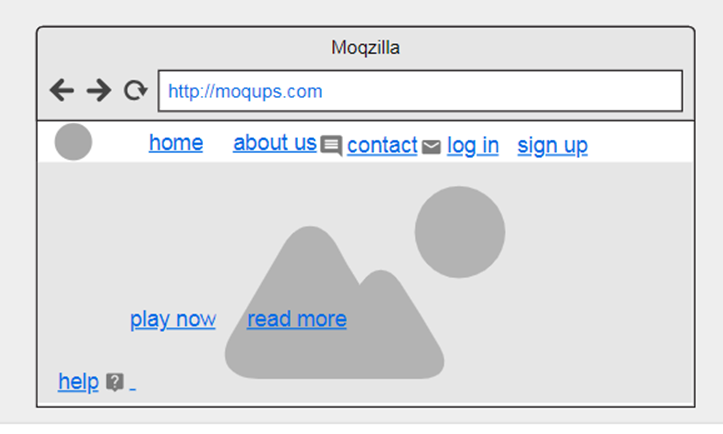 Moqzilla
http://moqups.com
home about us contact log in sign up
play now read more
help